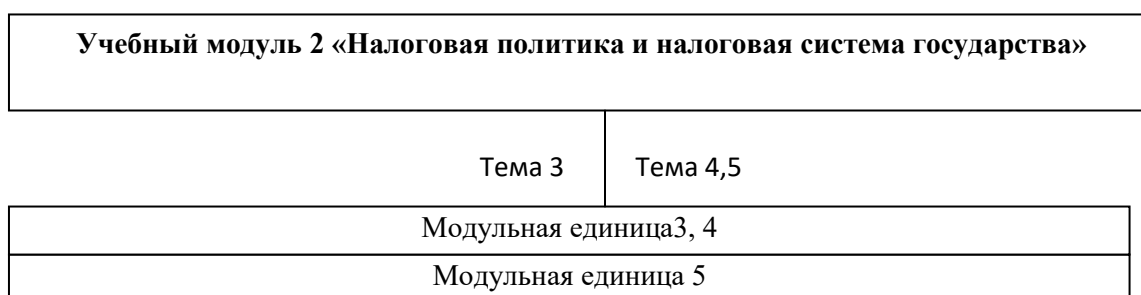 Учебный модуль 2 «Налоговая политика и налоговая система государства»
Тема 3 Тема 4,5
Модульная единица3, 4
Модульная единица 5